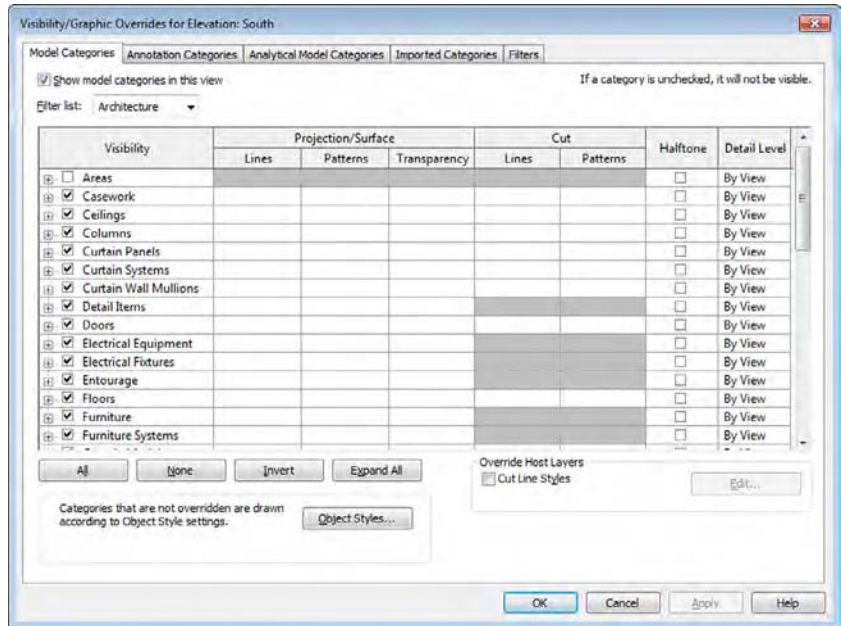 Visibility/Graphic Overrides for Elevation: South
Model Categories Annotation Categories Analytical Model Categories Imported Categories Filters
Show model categories in this view If a category is unchecked, it will not be visible.
Filter list: Architecture
Visibility Projection/Surface Cut Halftone Detail Level
Lines Patterns Transparency Lines Patterns
Areas By View
Casework By View
Ceilings By View
Columns By View
Curtain Panels By View
Curtain Systems By View
Curtain Wall Mullions By View
Detail Items By View
Doors By View
Electrical Equipment By View
Electrical Fixtures By View
Entourage By View
Floors By View
Furniture By View
Furniture Systems By View
All None Invert Expand All
Override Host Layers
Cut Line Styles Edit...
Categories that are not overridden are drawn
according to Object Style settings.
Object Styles...
OK Cancel Apply Help